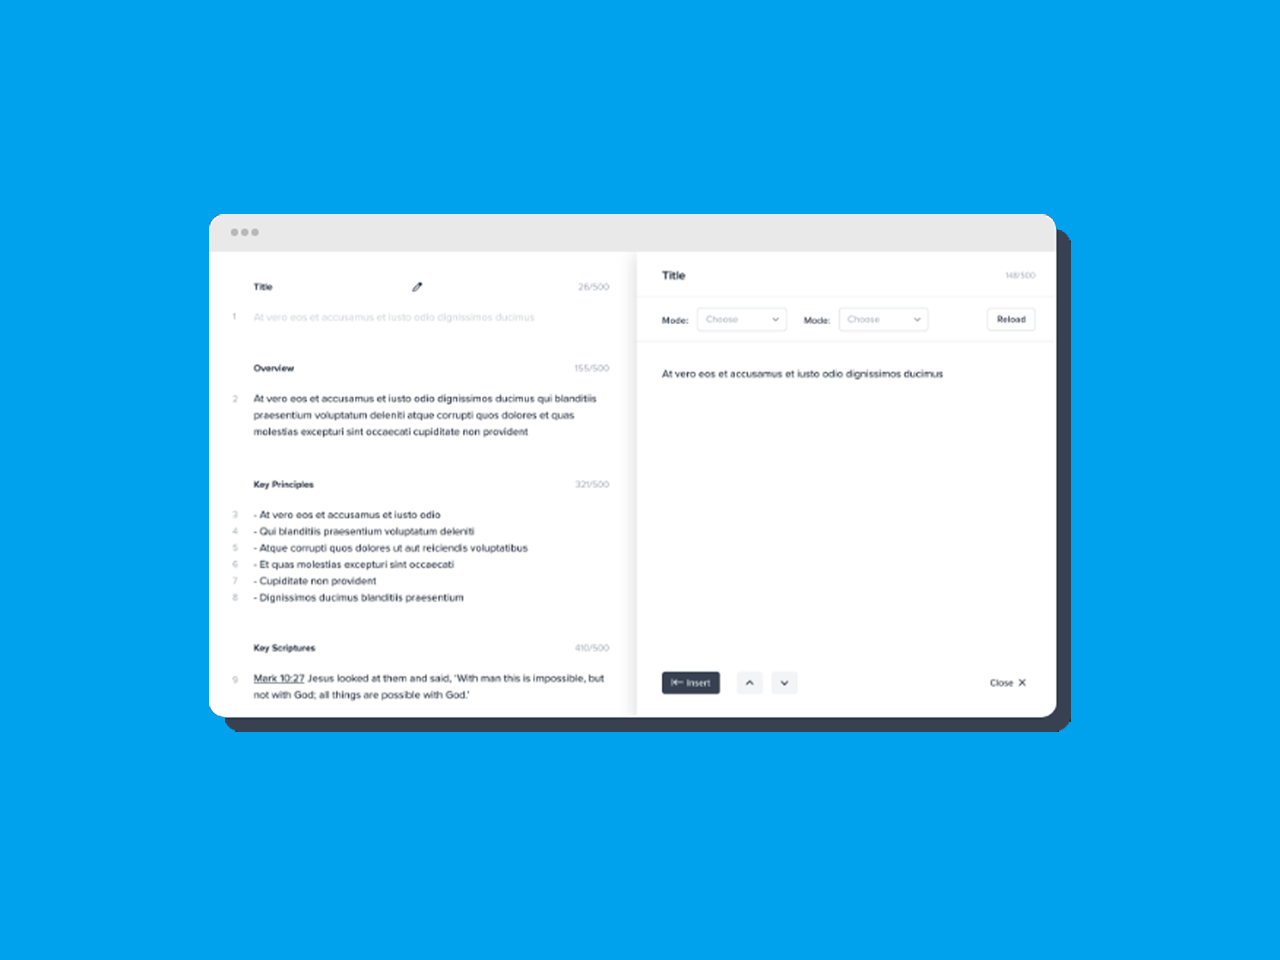 Title 26/500
1 At vero eos et accusamus et iusto odio dignissimos ducimus
Overview 155/500
2 At vero eos et accusamus et iusto odio dignissimos ducimus qui blanditiis
praesentium voluptatum deleniti atque corrupti quos dolores et quas
molestias excepturi sint occaecati cupiditate non provident
Key Principles 321/500
3 - At vero eos et accusamus et iusto odio
4 - Qui blanditiis praesentium voluptatum deleniti
5 - Atque corrupti quos dolores ut aut reiciendis voluptatibus
6 - Et quas molestias excepturi sint occaecati
7 - Cupiditate non provident
8 - Dignissimos ducimus blanditiis praesentium
Key Scriptures 410/500
9 Mark 10:27 Jesus looked at them and said, 'With man this is impossible, but
not with God; all things are possible with God.'
Title 148/500
Mode: Choose Mode: Choose Reload
At vero eos et accusamus et iusto odio dignissimos ducimus
Insert Close